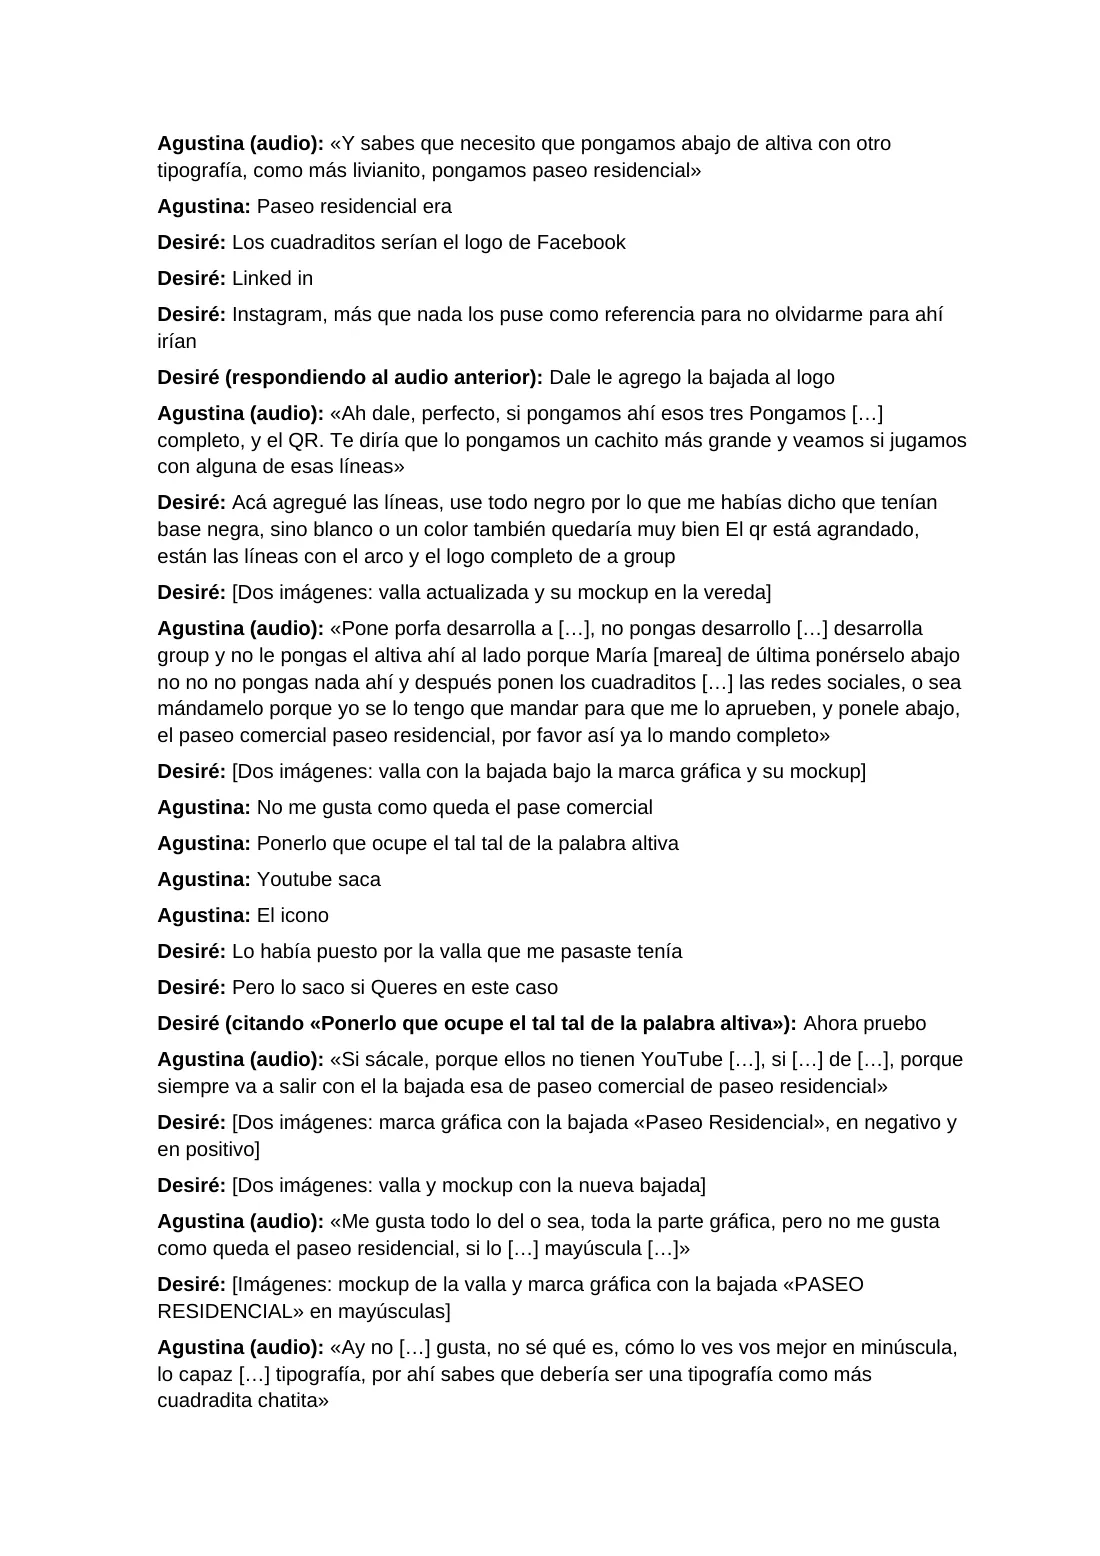 Agustina (audio): «Y sabes que necesito que pongamos abajo de altiva con otro
tipografía, como más livianito, pongamos paseo residencial»
Agustina: Paseo residencial era
Desiré: Los cuadraditos serían el logo de Facebook
Desiré: Linked in
Desiré: Instagram, más que nada los puse como referencia para no olvidarme para ahí
irían
Desiré (respondiendo al audio anterior): Dale le agrego la bajada al logo
Agustina (audio): «Ah dale, perfecto, si pongamos ahí esos tres Pongamos […]
completo, y el QR. Te diría que lo pongamos un cachito más grande y veamos si jugamos
con alguna de esas líneas»
Desiré: Acá agregué las líneas, use todo negro por lo que me habías dicho que tenían
base negra, sino blanco o un color también quedaría muy bien El qr está agrandado,
están las líneas con el arco y el logo completo de a group
Desiré: [Dos imágenes: valla actualizada y su mockup en la vereda]
Agustina (audio): «Pone porfa desarrolla a […], no pongas desarrollo […] desarrolla
group y no le pongas el altiva ahí al lado porque María [marea] de última ponérselo abajo
no no no pongas nada ahí y después ponen los cuadraditos […] las redes sociales, o sea
mándamelo porque yo se lo tengo que mandar para que me lo aprueben, y ponele abajo,
el paseo comercial paseo residencial, por favor así ya lo mando completo»
Desiré: [Dos imágenes: valla con la bajada bajo la marca gráfica y su mockup]
Agustina: No me gusta como queda el pase comercial
Agustina: Ponerlo que ocupe el tal tal de la palabra altiva
Agustina: Youtube saca
Agustina: El icono
Desiré: Lo había puesto por la valla que me pasaste tenía
Desiré: Pero lo saco si Queres en este caso
Desiré (citando «Ponerlo que ocupe el tal tal de la palabra altiva»): Ahora pruebo
Agustina (audio): «Si sácale, porque ellos no tienen YouTube […], si […] de […], porque
siempre va a salir con el la bajada esa de paseo comercial de paseo residencial»
Desiré: [Dos imágenes: marca gráfica con la bajada «Paseo Residencial», en negativo y
en positivo]
Desiré: [Dos imágenes: valla y mockup con la nueva bajada]
Agustina (audio): «Me gusta todo lo del o sea, toda la parte gráfica, pero no me gusta
como queda el paseo residencial, si lo […] mayúscula […]»
Desiré: [Imágenes: mockup de la valla y marca gráfica con la bajada «PASEO
RESIDENCIAL» en mayúsculas]
Agustina (audio): «Ay no […] gusta, no sé qué es, cómo lo ves vos mejor en minúscula,
lo capaz […] tipografía, por ahí sabes que debería ser una tipografía como más
cuadradita chatita»